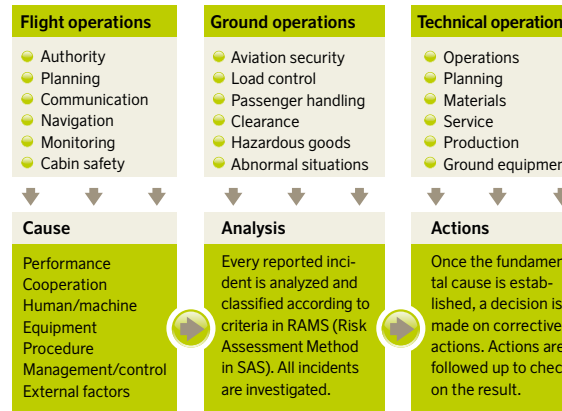 Flight operations
Authority
Planning
Communication
Navigation
Monitoring
Cabin safety
Ground operations
Aviation security
Load control
Passenger handling
Clearance
Hazardous goods
Abnormal situations
Technical operation
Operations
Planning
Materials
Service
Production
Ground equipmen
Cause
Performance
Cooperation
Human/machine
Equipment
Procedure
Management/control
External factors
Analysis
Every reported inci-
dent is analyzed and
classified according to
criteria in RAMS (Risk
Assessment Method
in SAS). All incidents
are investigated.
Actions
Once the fundamen
tal cause is estab-
lished, a decision is
made on corrective
actions. Actions are
followed up to chec
on the result.